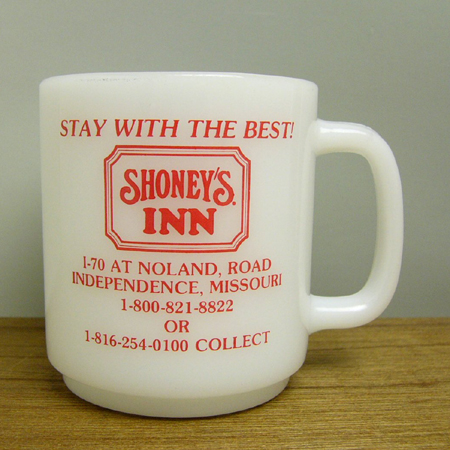 STAY WITH THE BEST!
SHONEY'S.
INN
I-70 AT NOLAND, ROAD
INDEPENDENCE, MISSOURI
1-800-821-8822
OR
1-816-254-0100 COLLECT